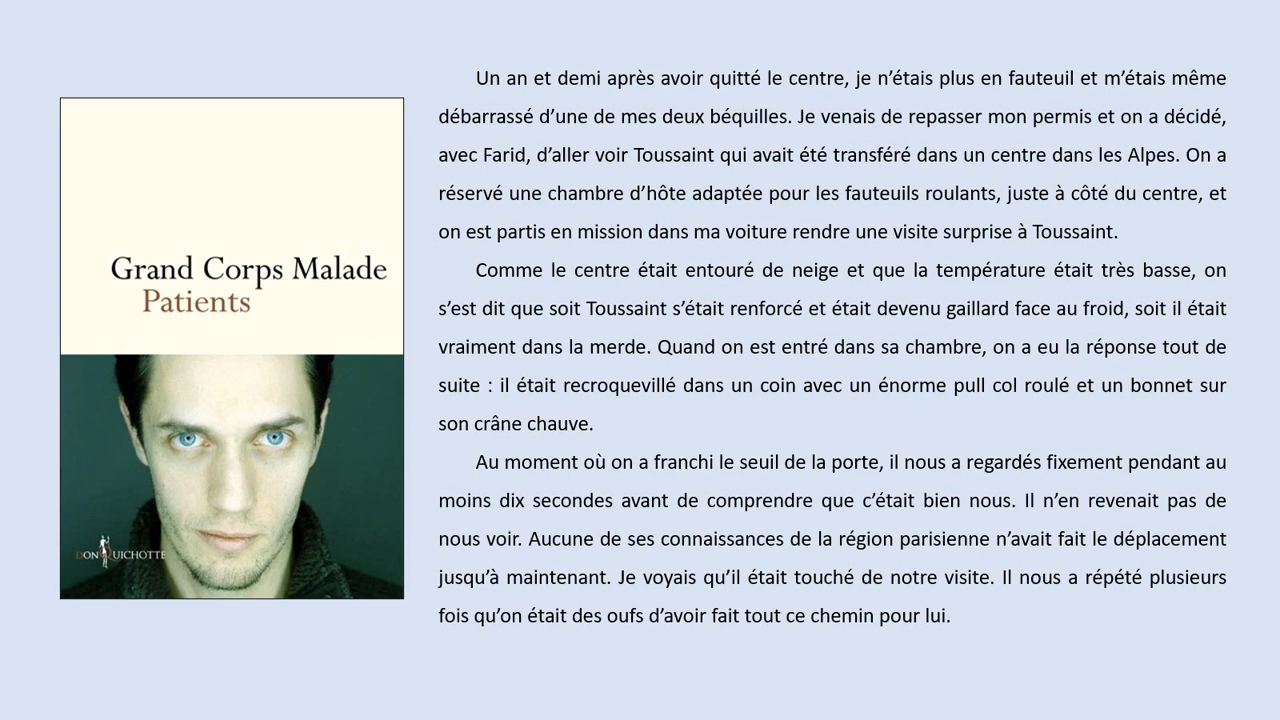 Grand Corps Malade
Patients
DON QUICHOTTE
Un an et demi après avoir quitté le centre, je n’étais plus en fauteuil et m’étais même
débarrassé d’une de mes deux béquilles. Je venais de repasser mon permis et on a décidé,
avec Farid, d’aller voir Toussaint qui avait été transféré dans un centre dans les Alpes. On a
réservé une chambre d’hôte adaptée pour les fauteuils roulants, juste à côté du centre, et
on est partis en mission dans ma voiture rendre une visite surprise à Toussaint.
Comme le centre était entouré de neige et que la température était très basse, on
s’est dit que soit Toussaint s’était renforcé et était devenu gaillard face au froid, soit il était
vraiment dans la merde. Quand on est entré dans sa chambre, on a eu la réponse tout de
suite : il était recroquevillé dans un coin avec un énorme pull col roulé et un bonnet sur
son crâne chauve.
Au moment où on a franchi le seuil de la porte, il nous a regardés fixement pendant au
moins dix secondes avant de comprendre que c’était bien nous. Il n’en revenait pas de
nous voir. Aucune de ses connaissances de la région parisienne n’avait fait le déplacement
jusqu’à maintenant. Je voyais qu’il était touché de notre visite. Il nous a répété plusieurs
fois qu’on était des oufs d’avoir fait tout ce chemin pour lui.